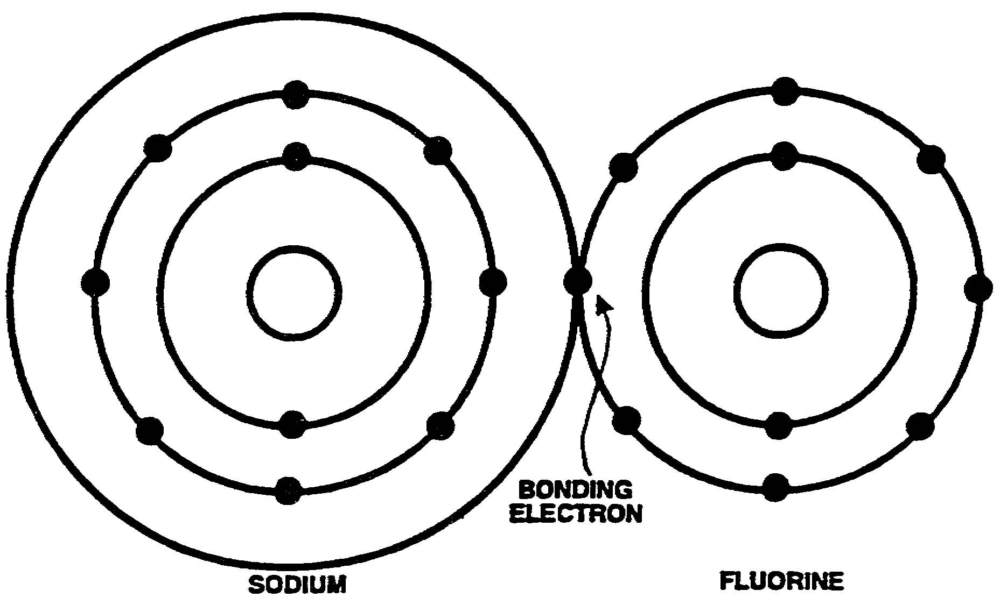 BONDING
ELECTRON
SODIUM
FLUORINE